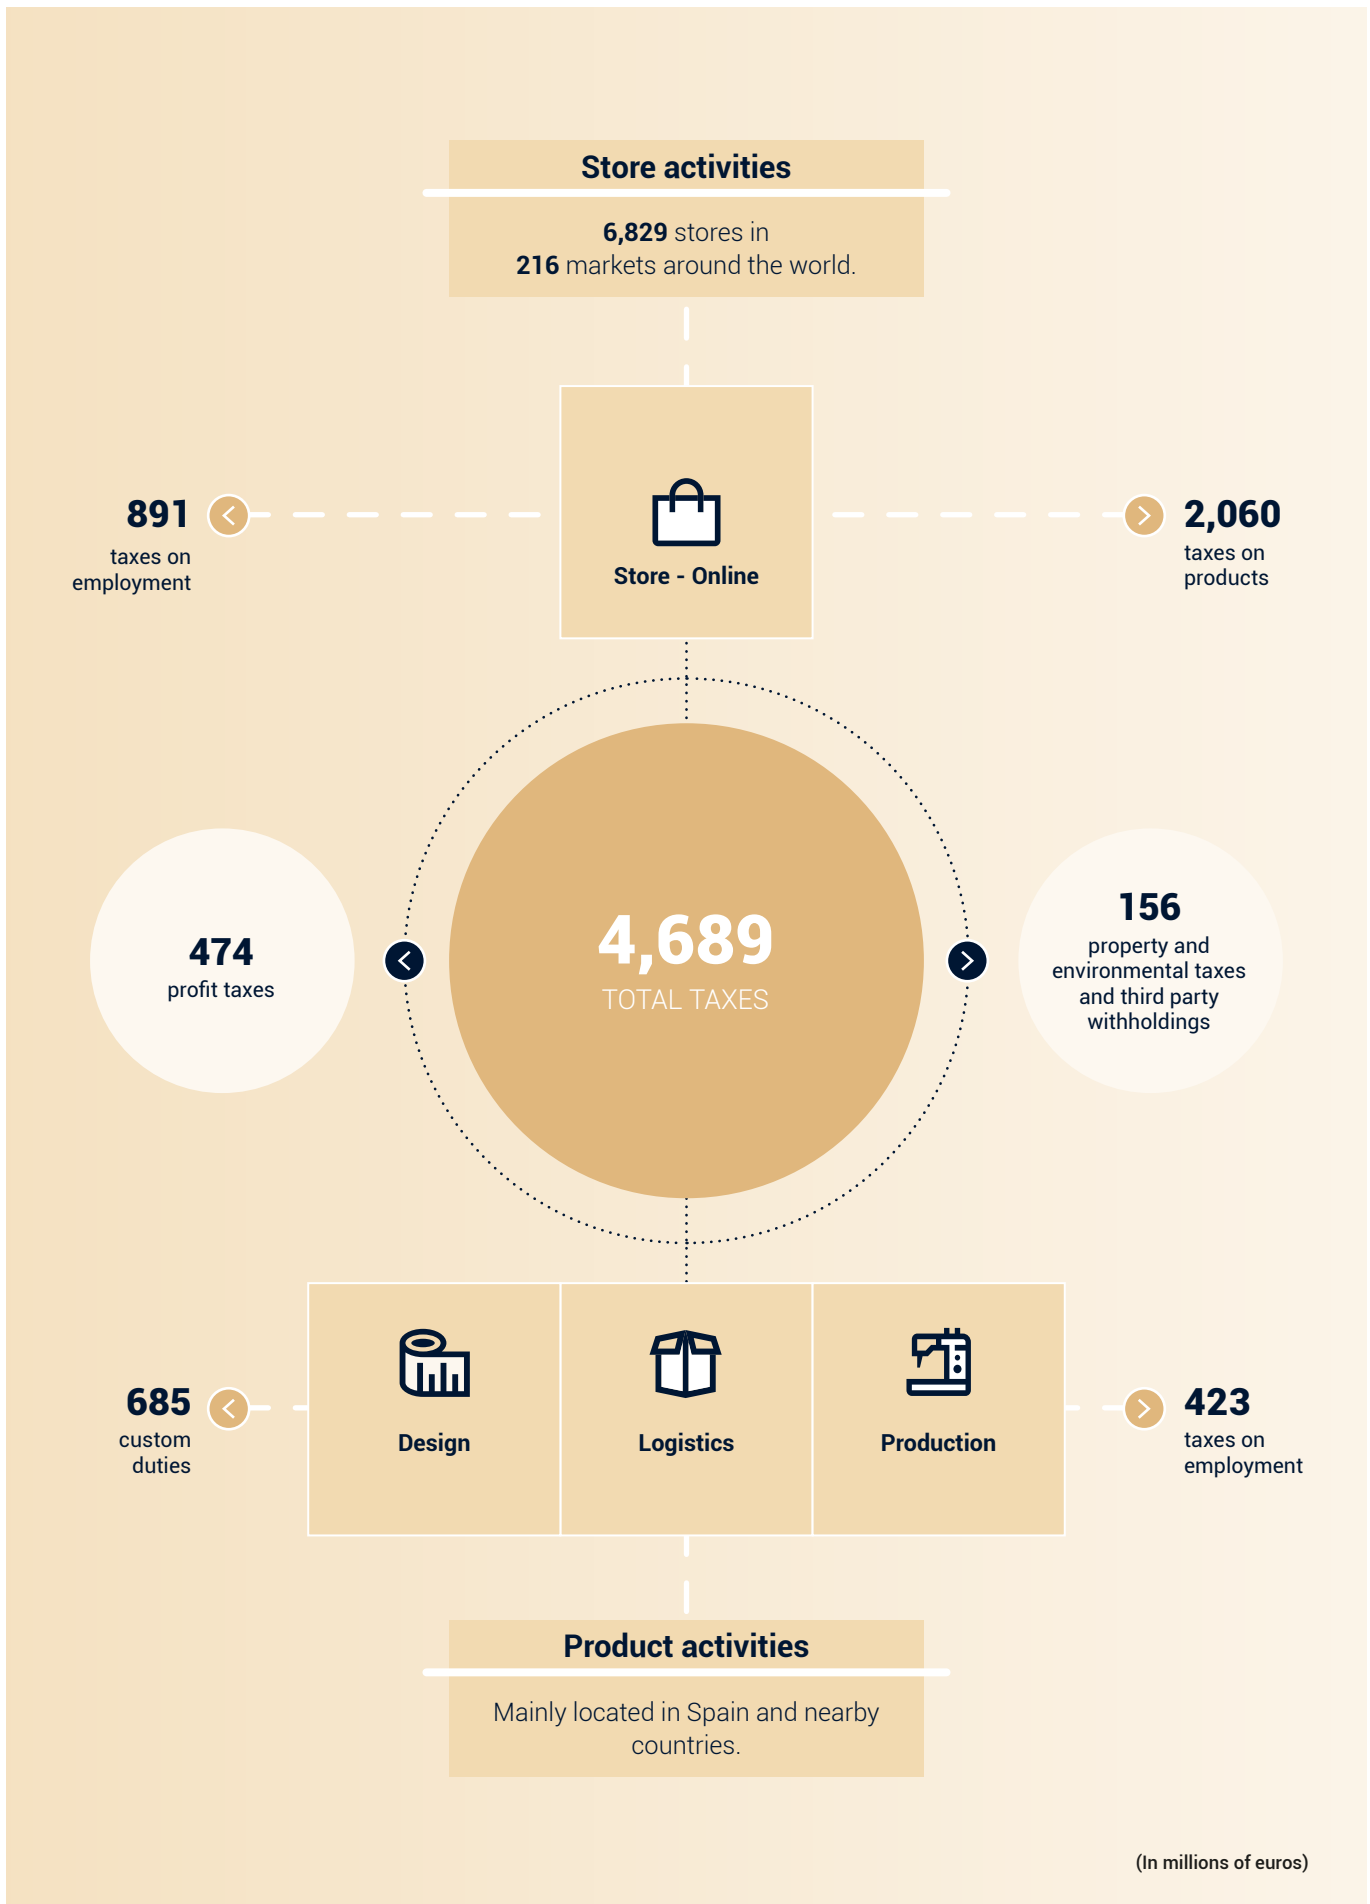 Store activities
6,829 stores in
216 markets around the world.
891
taxes on
employment
Store - Online
2,060
taxes on
products
474
profit taxes
4,689
TOTAL TAXES
156
property and
environmental taxes
and third party
withholdings
685
custom
duties
Design
Logistics
Production
423
taxes on
employment
Product activities
Mainly located in Spain and nearby
countries.
(In millions of euros)